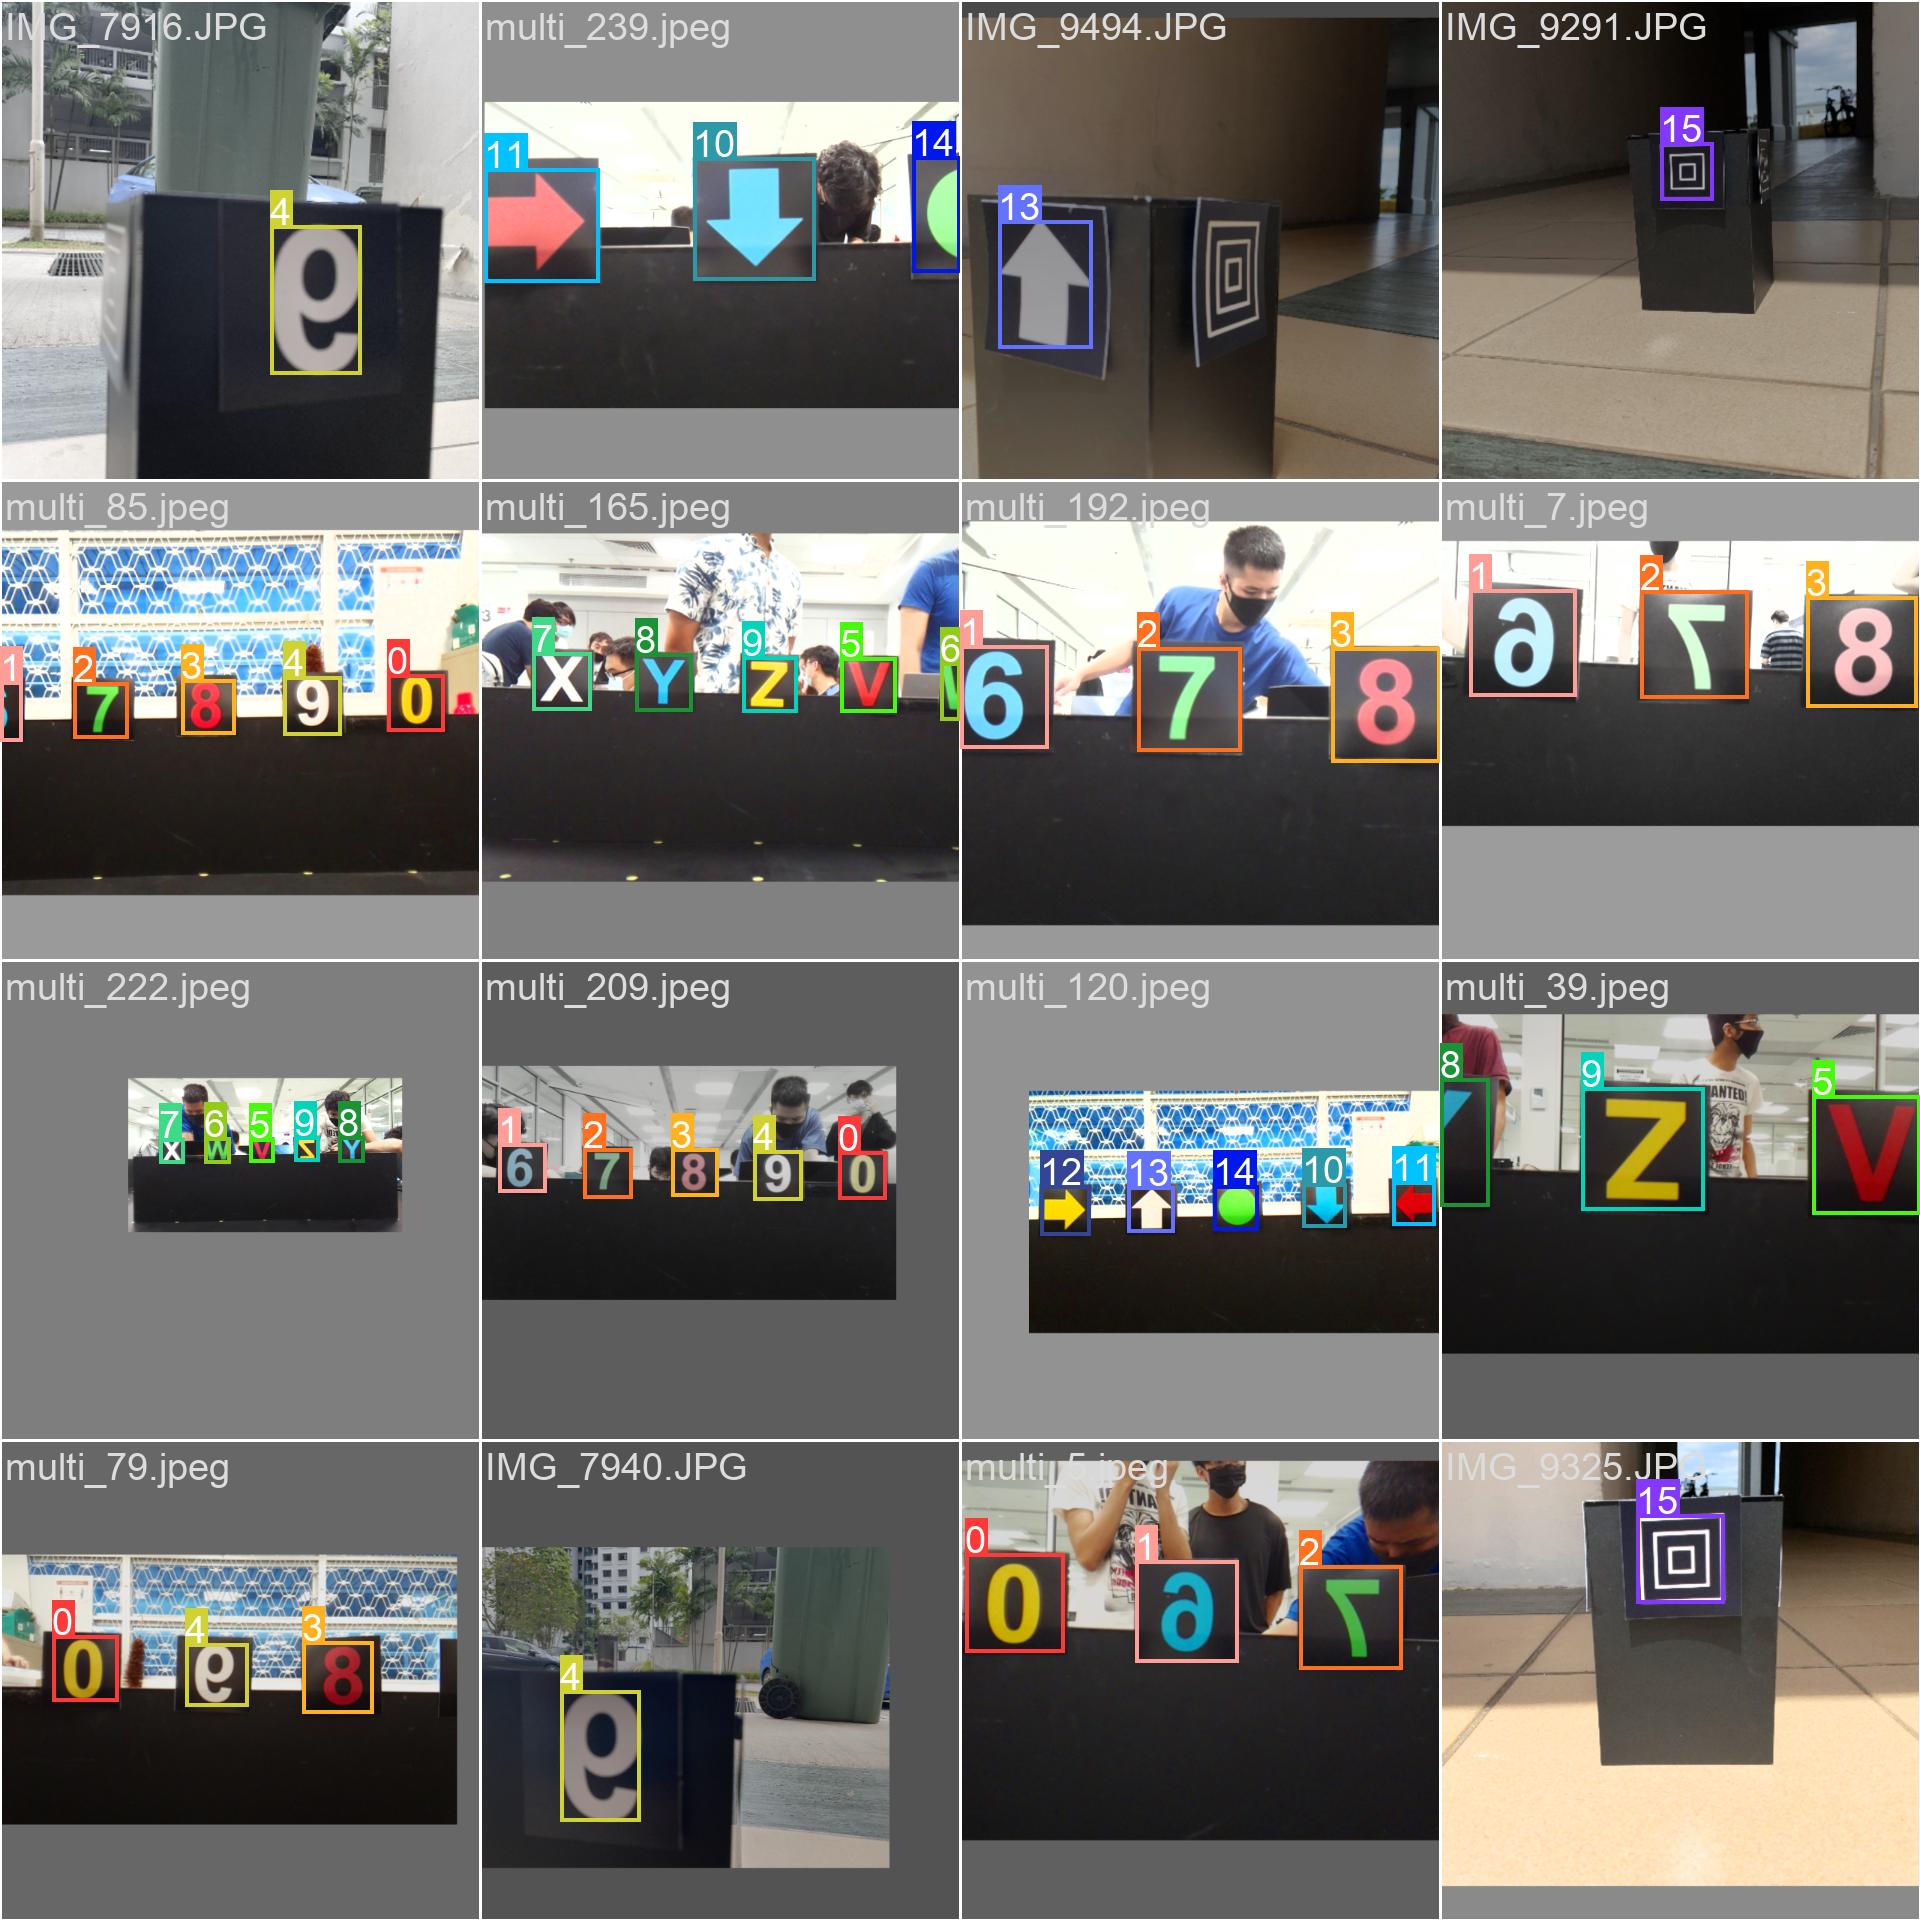 IMG_7916.JPG
4
9
multi_239.jpeg
11
10
14
IMG_9494.JPG
13
IMG_9291.JPG
15
multi_85.jpeg
1 2 3 4 0
7 8 9 0
multi_165.jpeg
7 8 9 5 6
X Y Z V W
multi_192.jpeg
1 2 3
6 7 8
multi_7.jpeg
1 2 3
6 7 8
multi_222.jpeg
7 6 5 9 8
X W V Z Y
multi_209.jpeg
1 2 3 4 0
6 7 8 9 0
multi_120.jpeg
12 13 14 10 11
multi_39.jpeg
8 9 5
WANTED!
Y Z V
multi_79.jpeg
0 4 3
0 9 8
IMG_7940.JPG
4
9
multi_5.jpeg
WANTED!
0 1 2
0 6 7
IMG_9325.JPG
15